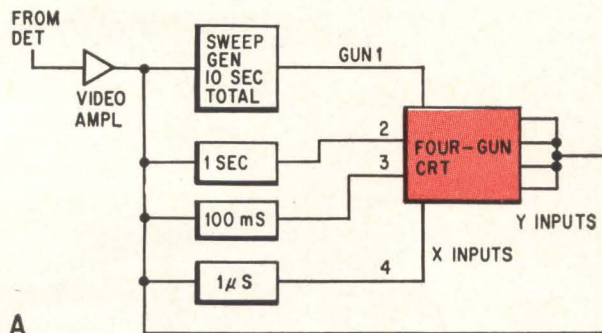 FROM
DET
VIDEO
AMPL
SWEEP
GEN
10 SEC
TOTAL
GUN 1
1 SEC
2
100 mS
3
1μS
4
FOUR-GUN
CRT
X INPUTS
Y INPUTS
A